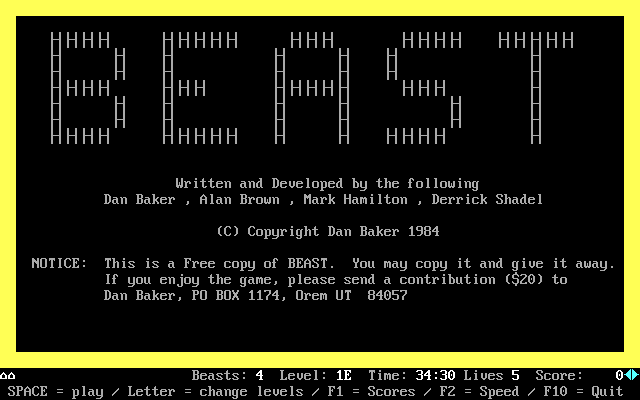 BEAST
Written and Developed by the following
Dan Baker , Alan Brown , Mark Hamilton , Derrick Shadel
(C) Copyright Dan Baker 1984
NOTICE:  This is a Free copy of BEAST.  You may copy it and give it away.
If you enjoy the game, please send a contribution ($20) to
Dan Baker, PO BOX 1174, Orem UT  84057
Beasts: 4  Level: 1E  Time: 34:30 Lives 5  Score:    0
SPACE = play / Letter = change levels / F1 = Scores / F2 = Speed / F10 = Quit